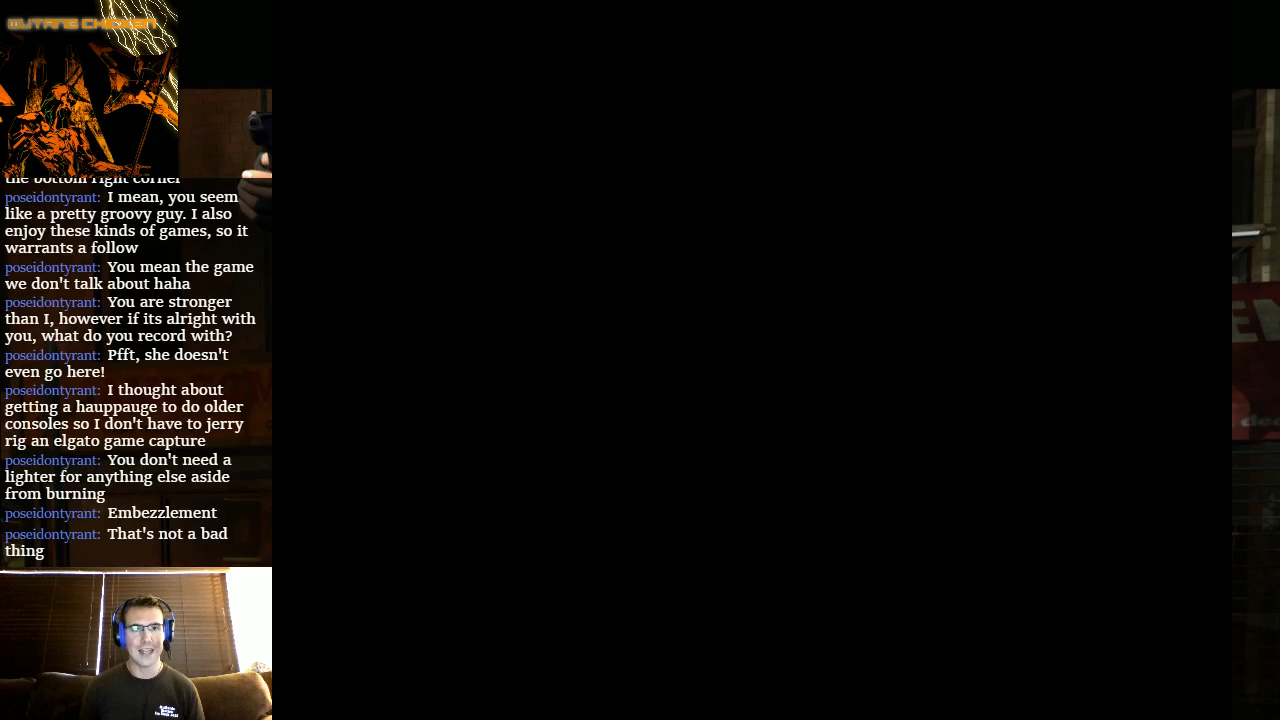 WUTANG CHICKEN
the bottom right corner
poseidontyrant: I mean, you seem
like a pretty groovy guy. I also
enjoy these kinds of games, so it
warrants a follow
poseidontyrant: You mean the game
we don't talk about haha
poseidontyrant: You are stronger
than I, however if its alright with
you, what do you record with?
poseidontyrant: Pfft, she doesn't
even go here!
poseidontyrant: I thought about
getting a hauppauge to do older
consoles so I don't have to jerry
rig an elgato game capture
poseidontyrant: You don't need a
lighter for anything else aside
from burning
poseidontyrant: Embezzlement
poseidontyrant: That's not a bad
thing